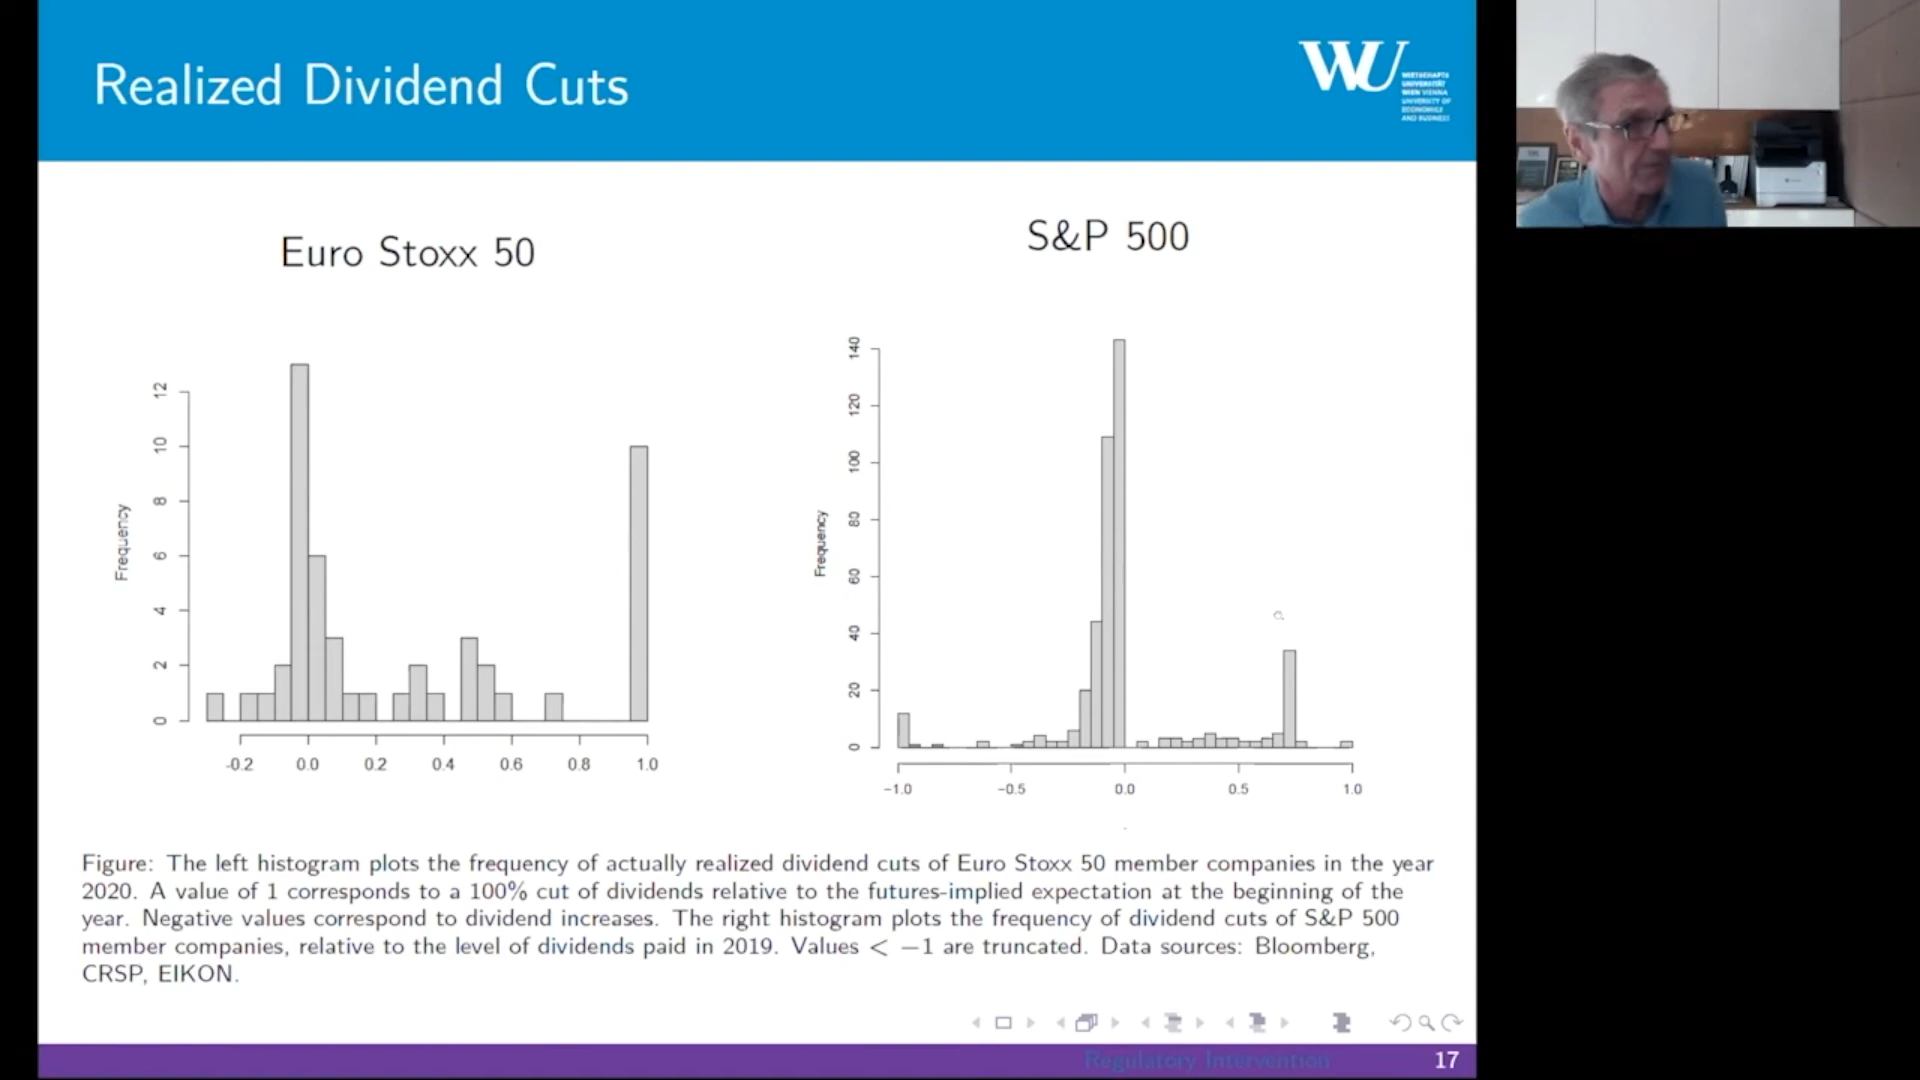 Realized Dividend Cuts
WU
WIRTSCHAFTS
UNIVERSITÄT
WIEN VIENNA
UNIVERSITY OF
ECONOMICS
AND BUSINESS
Euro Stoxx 50
Frequency
12
10
8
6
4
2
0
-0.2 0.0 0.2 0.4 0.6 0.8 1.0
S&P 500
Frequency
140
120
100
80
60
40
20
0
−1.0 −0.5 0.0 0.5 1.0
Figure: The left histogram plots the frequency of actually realized dividend cuts of Euro Stoxx 50 member companies in the year
2020. A value of 1 corresponds to a 100% cut of dividends relative to the futures-implied expectation at the beginning of the
year. Negative values correspond to dividend increases. The right histogram plots the frequency of dividend cuts of S&P 500
member companies, relative to the level of dividends paid in 2019. Values < −1 are truncated. Data sources: Bloomberg,
CRSP, EIKON.
Regulatory Intervention 17